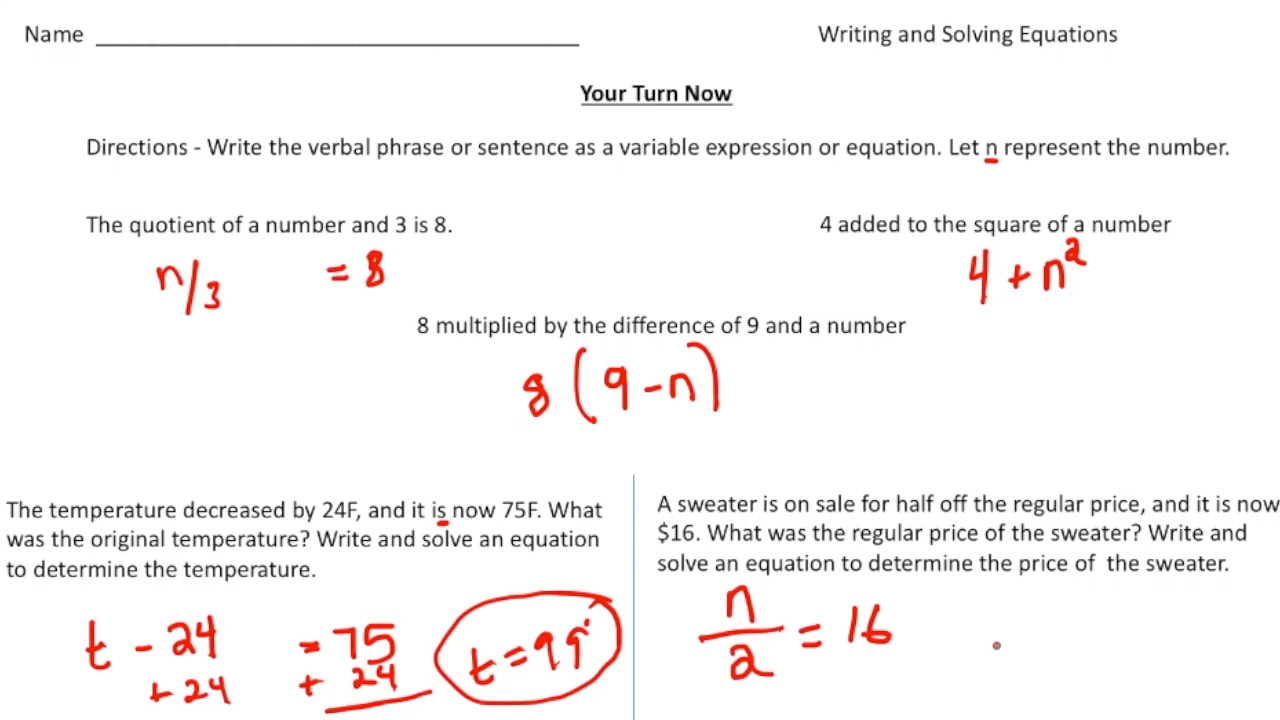 Name ______________________ Writing and Solving Equations
Your Turn Now
Directions - Write the verbal phrase or sentence as a variable expression or equation. Let n represent the number.
The quotient of a number and 3 is 8.
n/3 = 8
4 added to the square of a number
4 + n²
8 multiplied by the difference of 9 and a number
8 (9 - n)
The temperature decreased by 24F, and it is now 75F. What
was the original temperature? Write and solve an equation
to determine the temperature.
t - 24 = 75
+ 24 + 24
t = 99°
A sweater is on sale for half off the regular price, and it is now
$16. What was the regular price of the sweater? Write and
solve an equation to determine the price of the sweater.
n
2 = 16